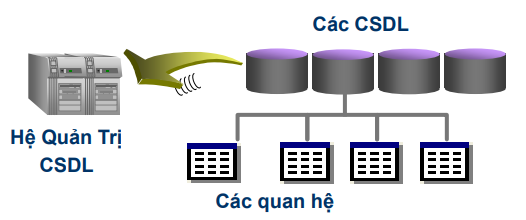 Các CSDL
Hệ Quản Trị
CSDL
Các quan hệ